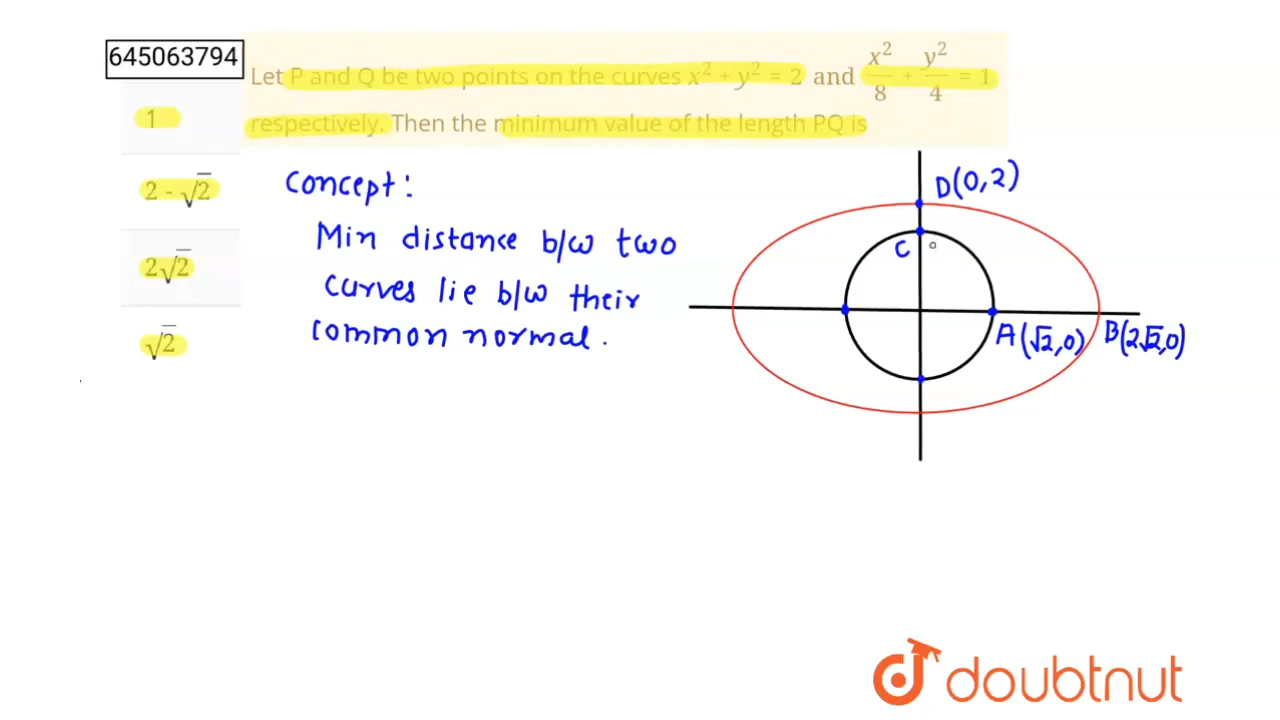 645063794
Let P and Q be two points on the curves x² + y² = 2 and x²/8 + y²/4 = 1
respectively. Then the minimum value of the length PQ is
1
2 - √2
2√2
√2
Concept:
Min distance b/w two
curves lie b/w their
common normal.
D(0,2)
C
A(√2,0)
B(2√2,0)
doubtnut